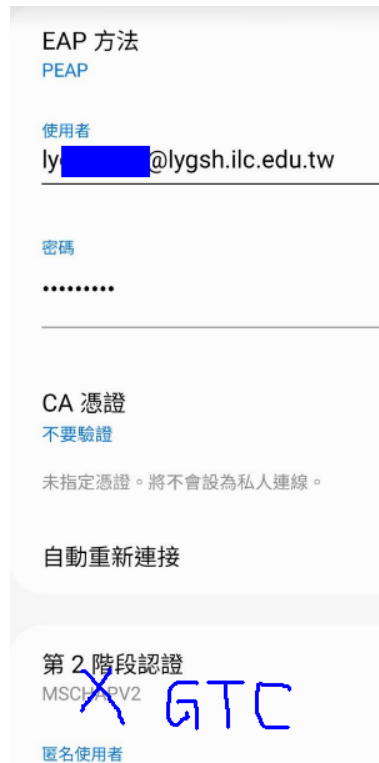 EAP 方法
PEAP
使用者
ly @lygsh.ilc.edu.tw
密碼
•••••••••
CA 憑證
不要驗證
未指定憑證。將不會設為私人連線。
自動重新連接
第 2 階段認證
MSCHAPV2
X GTC
匿名使用者